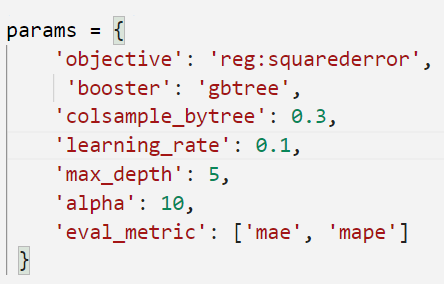 params = {
    'objective': 'reg:squarederror',
     'booster': 'gbtree',
    'colsample_bytree': 0.3,
    'learning_rate': 0.1,
    'max_depth': 5,
    'alpha': 10,
    'eval_metric': ['mae', 'mape']
 }